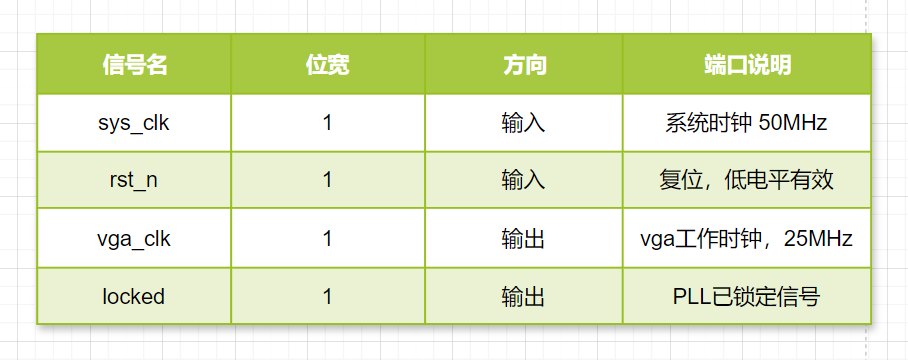 信号名 位宽 方向 端口说明
sys_clk 1 输入 系统时钟 50MHz
rst_n 1 输入 复位，低电平有效
vga_clk 1 输出 vga工作时钟，25MHz
locked 1 输出 PLL已锁定信号